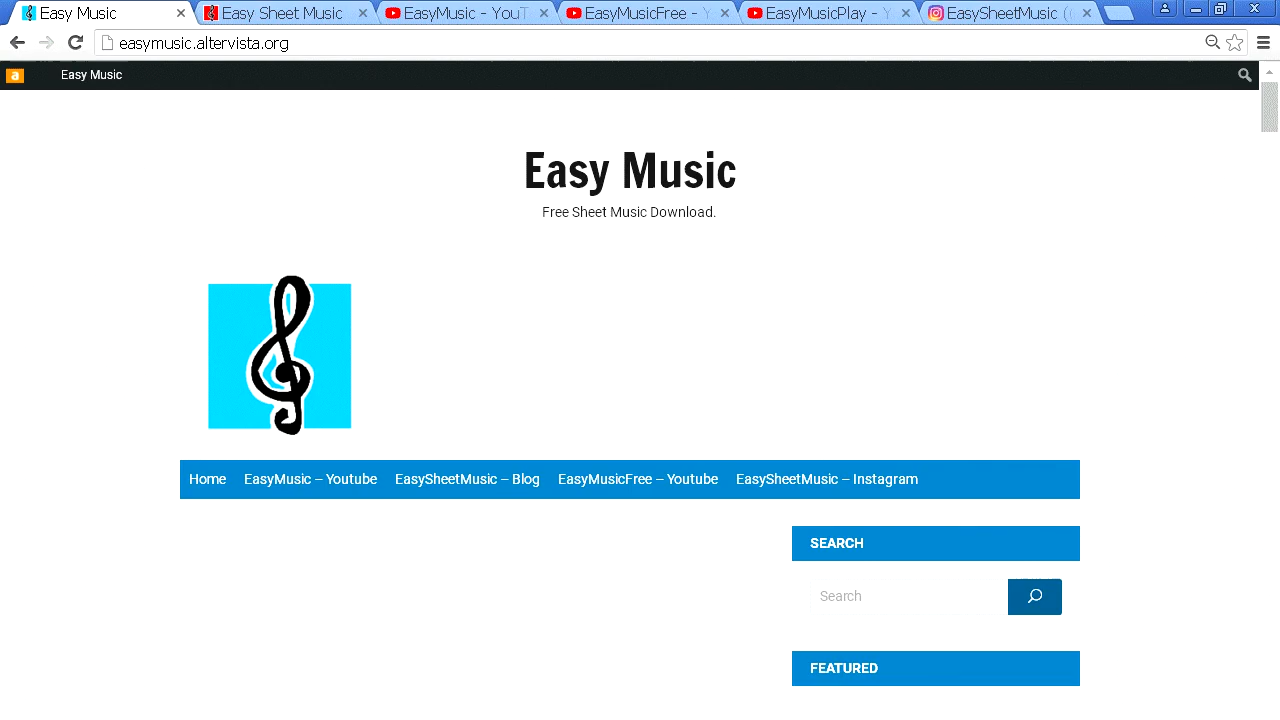 Easy Music
Easy Sheet Music
EasyMusic - YouT
EasyMusicFree - Y
EasyMusicPlay - Y
EasySheetMusic (
easymusic.altervista.org
a
Easy Music
Easy Music
Free Sheet Music Download.
Home EasyMusic – Youtube EasySheetMusic – Blog EasyMusicFree – Youtube EasySheetMusic – Instagram
SEARCH
Search
FEATURED